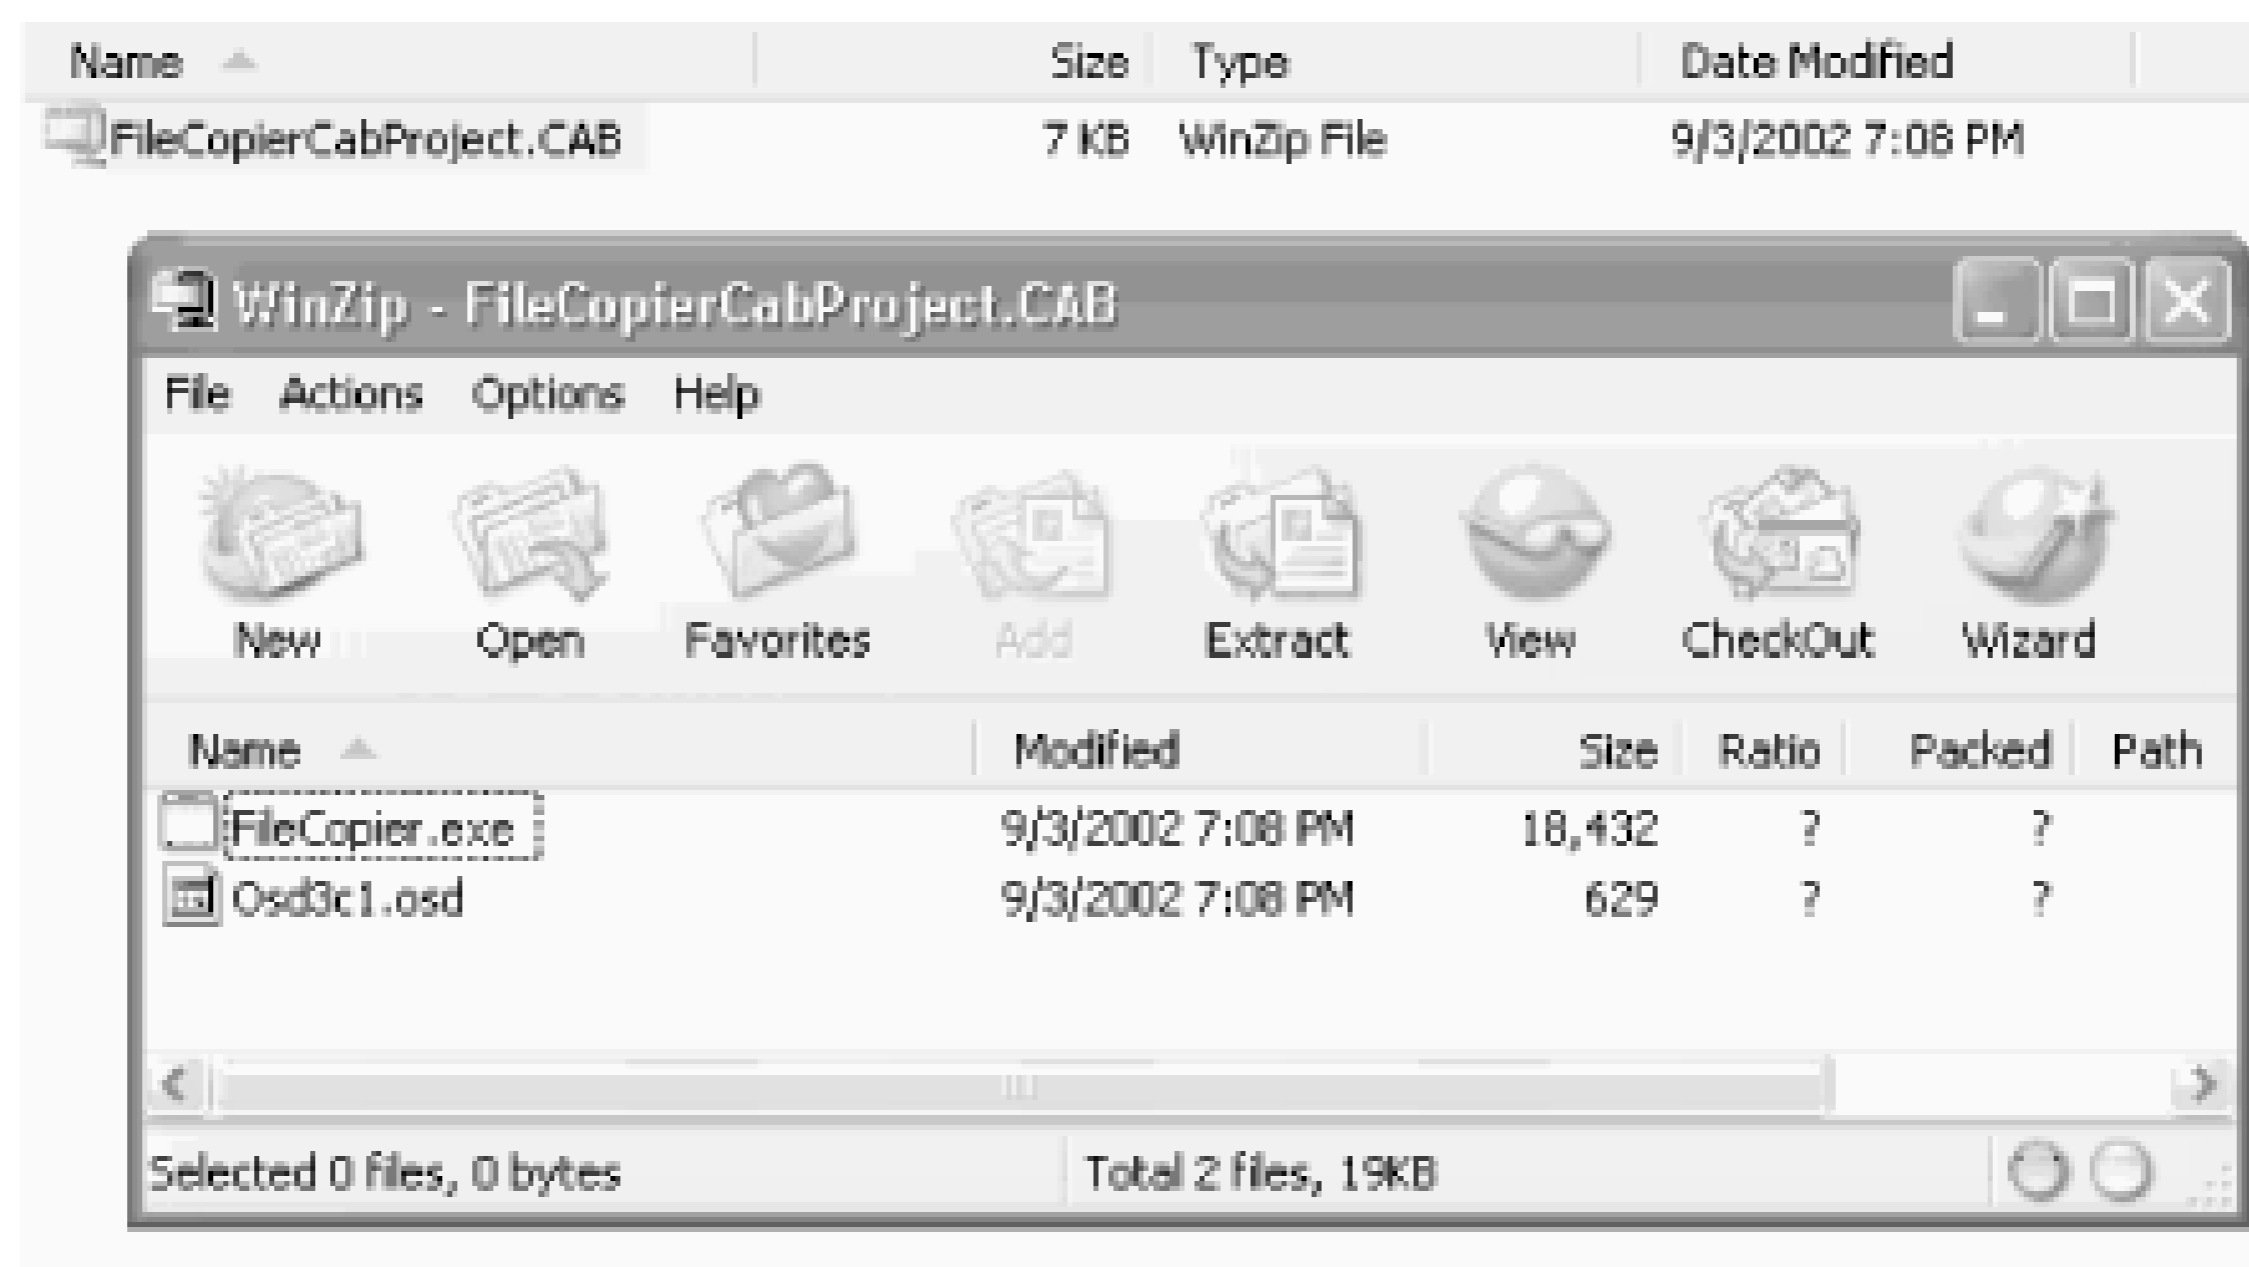 Name Size Type Date Modified
FileCopierCabProject.CAB 7 KB WinZip File 9/3/2002 7:08 PM
WinZip - FileCopierCabProject.CAB
File Actions Options Help
New Open Favorites Add Extract View CheckOut Wizard
Name Modified Size Ratio Packed Path
FileCopier.exe 9/3/2002 7:08 PM 18,432 ? ?
Osd3c1.osd 9/3/2002 7:08 PM 629 ? ?
Selected 0 files, 0 bytes Total 2 files, 19KB